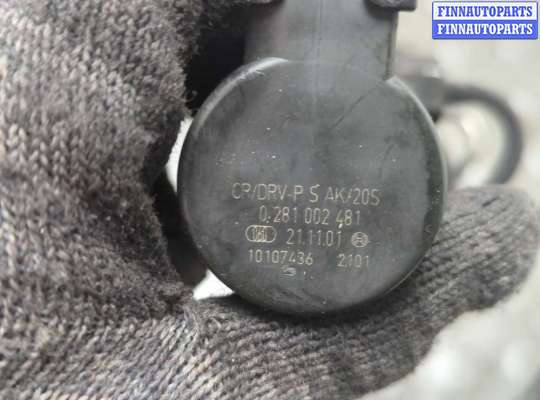 FINNAUTOPARTS
FINNAUTOPARTS
CP/DRV-P S AK/20S
0 281 002 481
21.11.01
10107436 2101